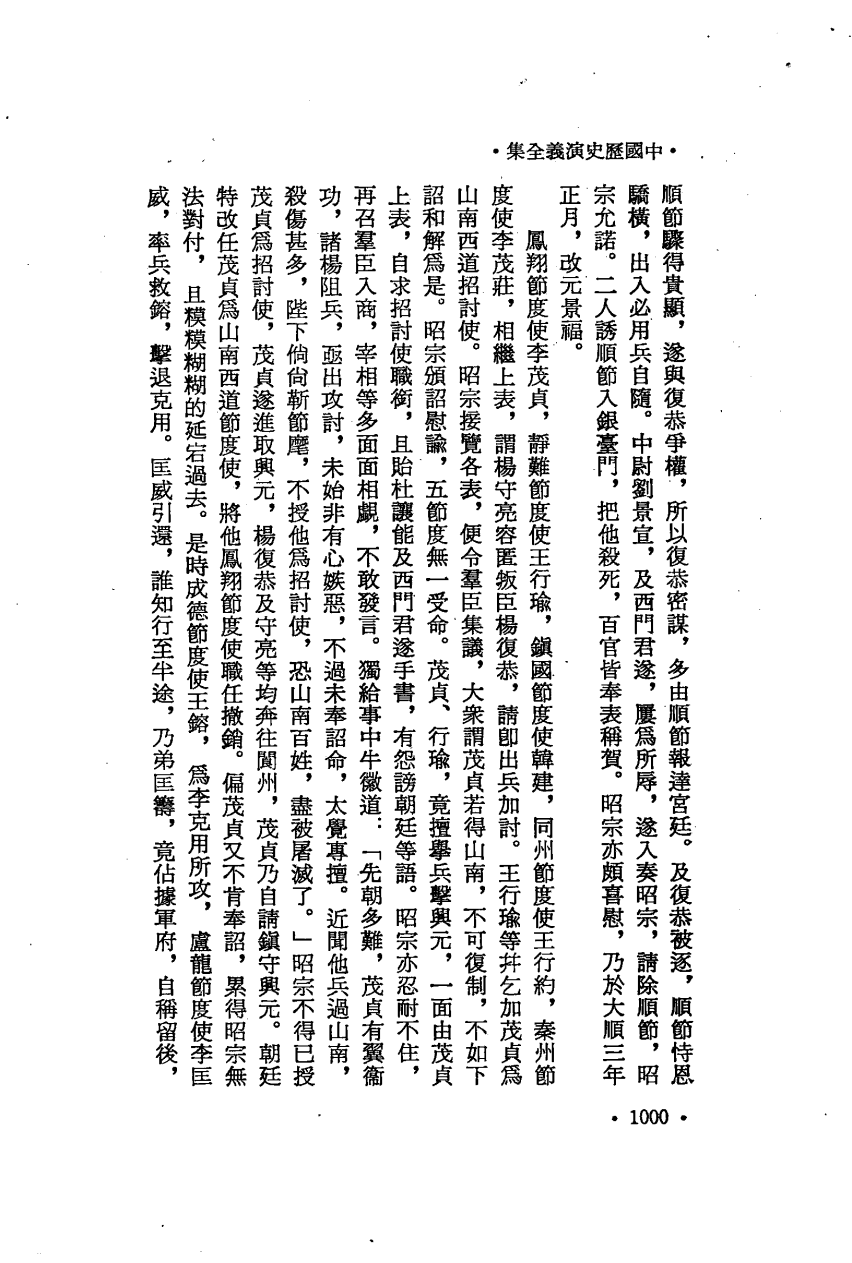 •中國歷史演義全集•
順節驟得貴顯，遂與復恭爭權，所以復恭密謀，多由順節報達宮廷。及復恭被逐，順節恃恩
驕橫，出入必用兵自隨。中尉劉景宣，及西門君遂，屢爲所辱，遂入奏昭宗，請除順節，昭
宗允諾。二人誘順節入銀臺門，把他殺死，百官皆奉表稱賀。昭宗亦頗喜慰，乃於大順三年
正月，改元景福。
鳳翔節度使李茂貞，靜難節度使王行瑜，鎭國節度使韓建，同州節度使王行約，秦州節
度使李茂莊，相繼上表，謂楊守亮容匿叛臣楊復恭，請卽出兵加討。王行瑜等幷乞加茂貞爲
山南西道招討使。昭宗接覽各表，便令羣臣集議，大衆謂茂貞若得山南，不可復制，不如下
詔和解爲是。昭宗頒詔慰諭，五節度無一受命。茂貞、行瑜，竟擅舉兵擊興元，一面由茂貞
上表，自求招討使職銜，且貽杜讓能及西門君遂手書，有怨謗朝廷等語。昭宗亦忍耐不住，
再召羣臣入商，宰相等多面面相覷，不敢發言。獨給事中牛徽道：「先朝多難，茂貞有翼衞
功，諸楊阻兵，亟出攻討，未始非有心嫉惡，不過未奉詔命，太覺專擅。近聞他兵過山南，
殺傷甚多，陛下倘尙靳節麾，不授他爲招討使，恐山南百姓，盡被屠滅了。」昭宗不得已授
茂貞爲招討使，茂貞遂進取興元，楊復恭及守亮等均奔往閬州，茂貞乃自請鎭守興元。朝廷
特改任茂貞爲山南西道節度使，將他鳳翔節度使職任撤銷。偏茂貞又不肯奉詔，累得昭宗無
法對付，且糢糢糊糊的延宕過去。是時成德節度使王鎔，爲李克用所攻，盧龍節度使李匡
威，率兵救鎔，擊退克用。匡威引還，誰知行至半途，乃弟匡籌，竟佔據軍府，自稱留後，
•1000•